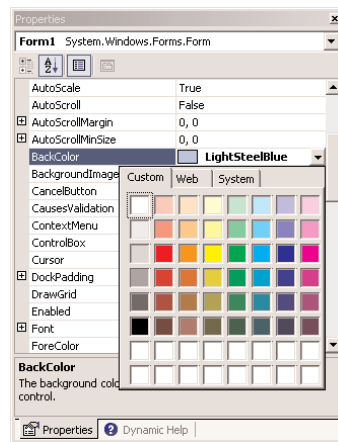 Properties
Form1 System.Windows.Forms.Form
AutoScale True
AutoScroll False
AutoScrollMargin 0, 0
AutoScrollMinSize 0, 0
BackColor LightSteelBlue
BackgroundImage
CancelButton
CausesValidation
ContextMenu
ControlBox
Cursor
DockPadding
DrawGrid
Enabled
Font
ForeColor
Custom Web System
BackColor
The background colo
control.
Properties Dynamic Help